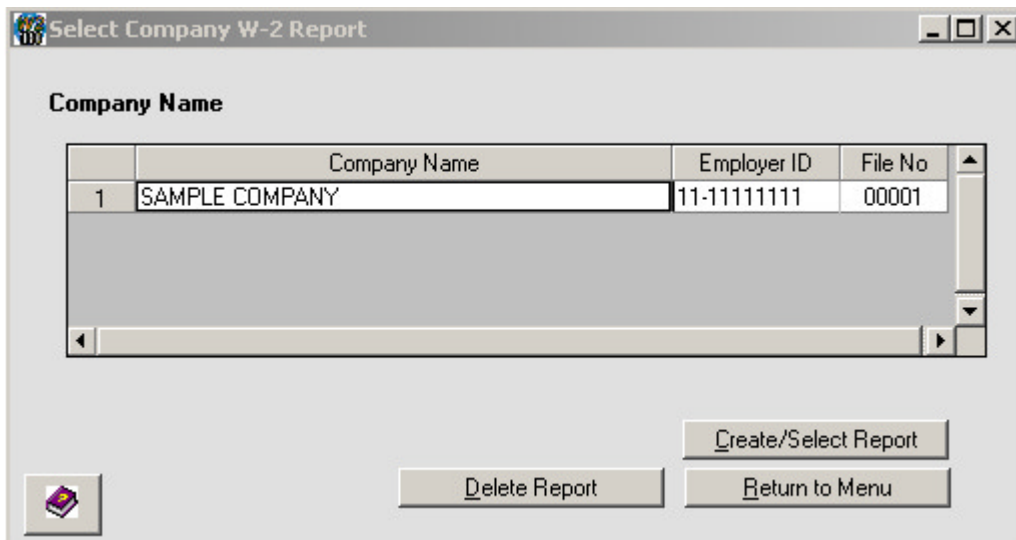 Select Company W-2 Report
Company Name
Company Name Employer ID File No
1 SAMPLE COMPANY 11-11111111 00001
Create/Select Report
Delete Report Return to Menu